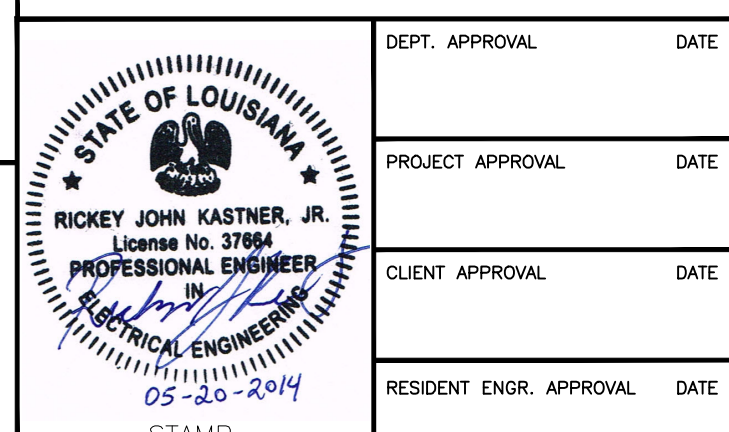 STATE OF LOUISIANA
RICKEY JOHN KASTNER, JR.
License No. 37664
PROFESSIONAL ENGINEER
IN
ELECTRICAL ENGINEERING
05-20-2014
STAMP
DEPT. APPROVAL DATE
PROJECT APPROVAL DATE
CLIENT APPROVAL DATE
RESIDENT ENGR. APPROVAL DATE